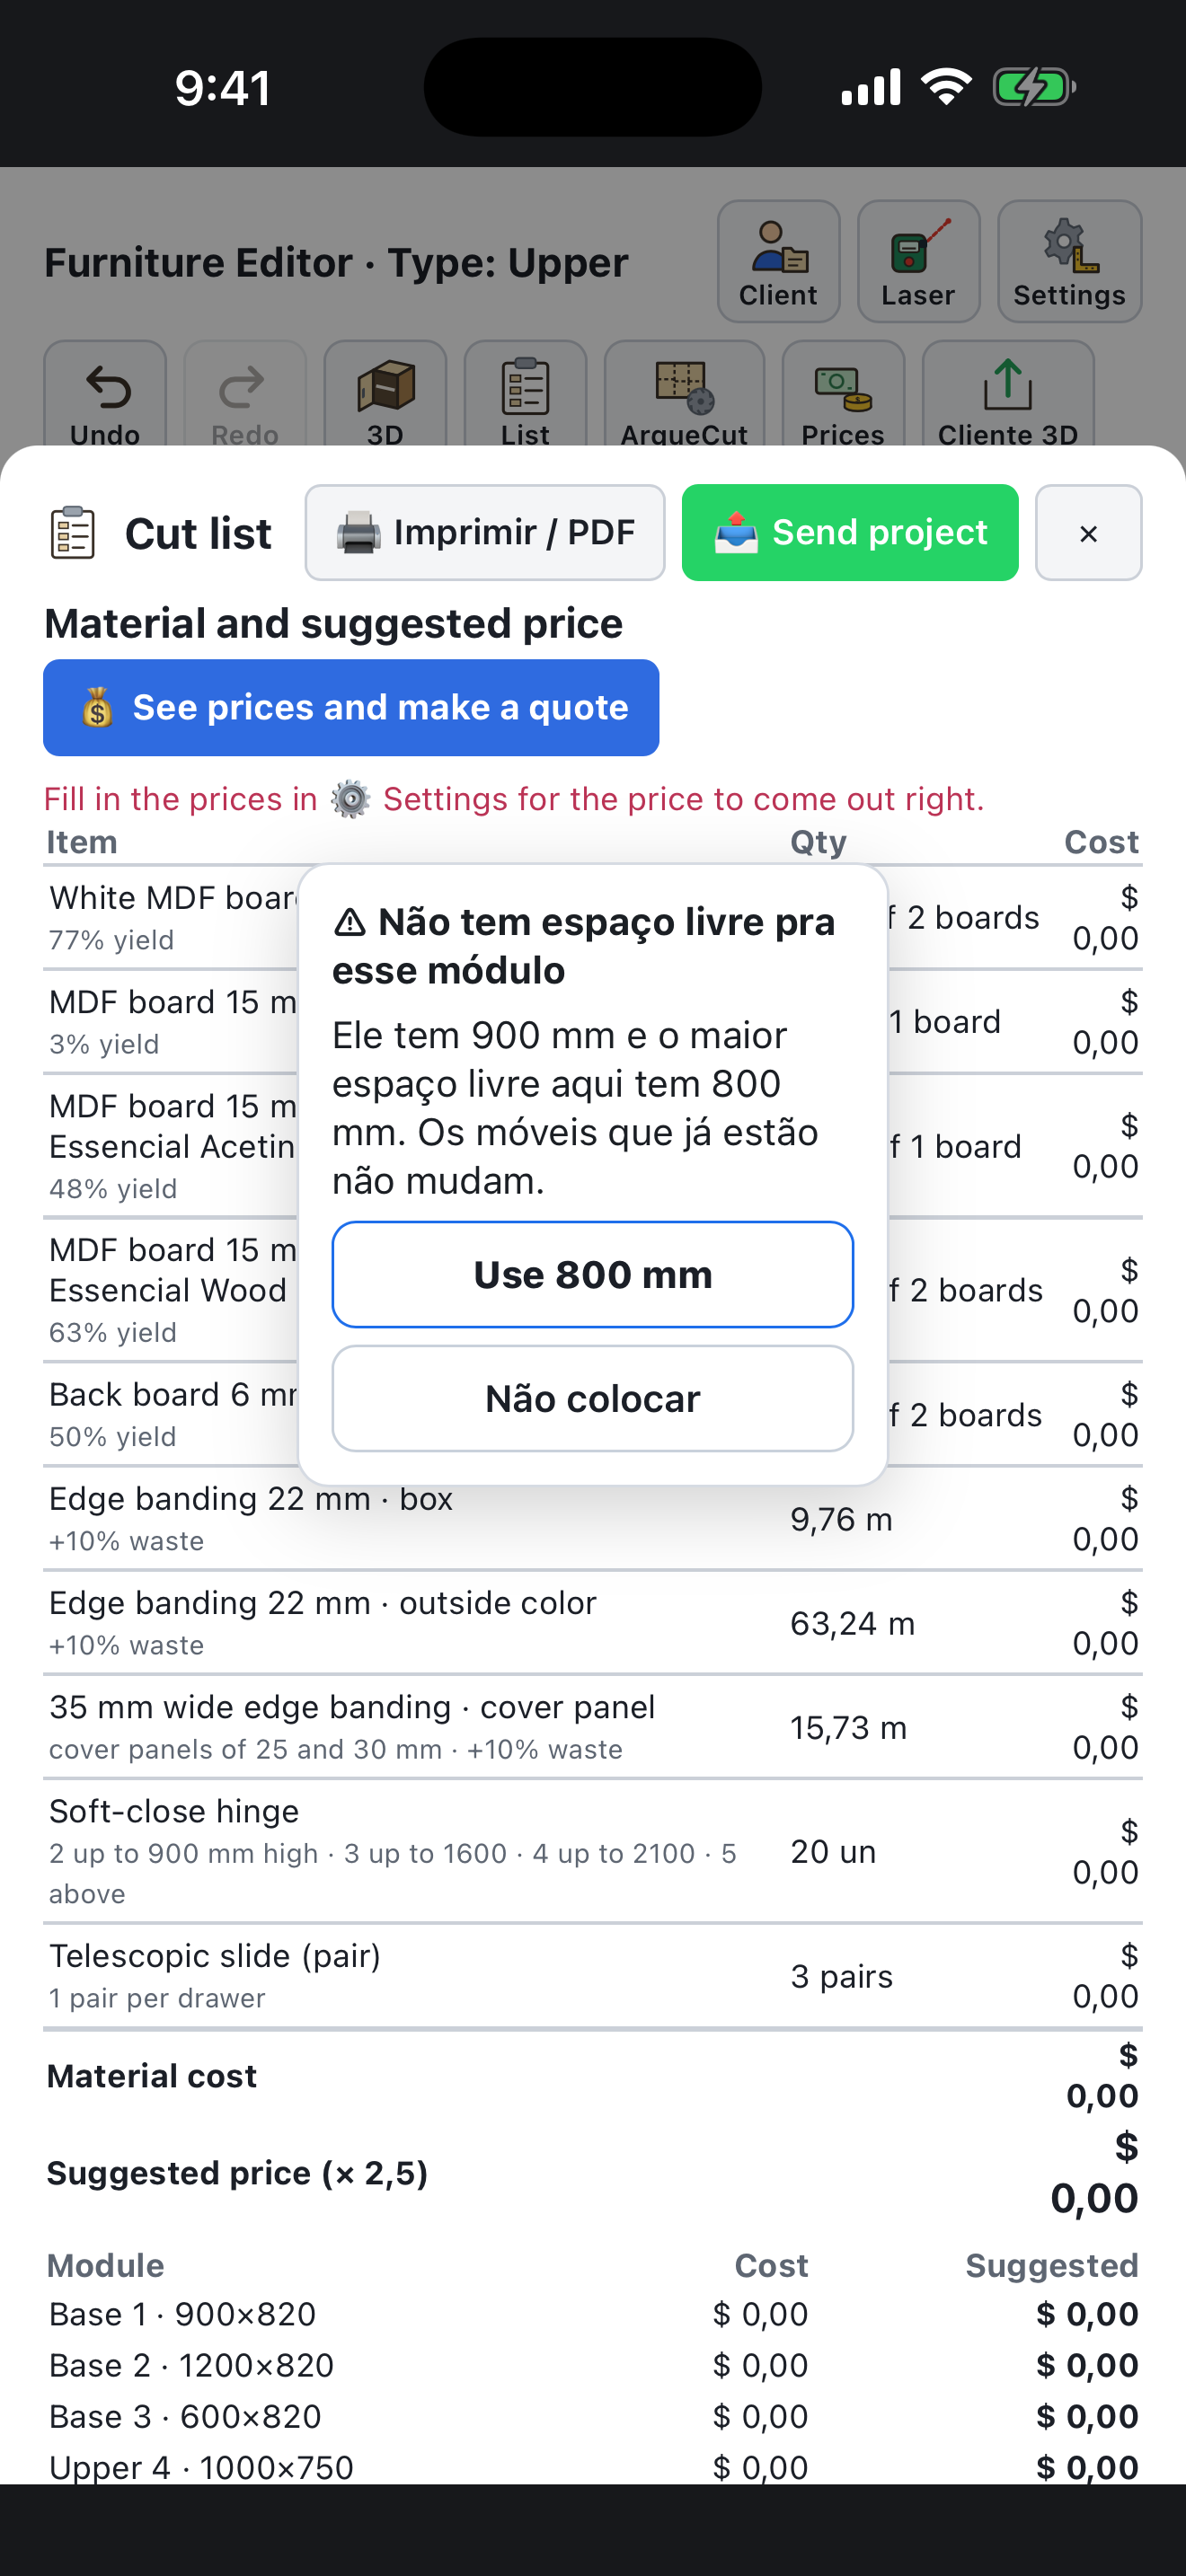 9:41
Furniture Editor · Type: Upper
Client
Laser
Settings
Undo
Redo
3D
List
ArqueCut
Prices
Cliente 3D
Cut list
Imprimir / PDF
Send project
×
Material and suggested price
See prices and make a quote
Fill in the prices in ⚙️ Settings for the price to come out right.
Item Qty Cost
White MDF
77% yield
2 boards
$ 0,00
MDF board 15
3% yield
1 board
$ 0,00
MDF board 15
Essencial
48% yield
1 board
$ 0,00
MDF board 15
Essencial Wood
63% yield
2 boards
$ 0,00
Back board 6
50% yield
2 boards
$ 0,00
⚠ Não tem espaço livre pra
esse módulo
Ele tem 900 mm e o maior
espaço livre aqui tem 800
mm. Os móveis que já estão
não mudam.
Use 800 mm
Não colocar
Edge banding 22 mm · box
+10% waste
9,76 m
$ 0,00
Edge banding 22 mm · outside color
+10% waste
63,24 m
$ 0,00
35 mm wide edge banding · cover panel
cover panels of 25 and 30 mm · +10% waste
15,73 m
$ 0,00
Soft-close hinge
2 up to 900 mm high · 3 up to 1600 · 4 up to 2100 · 5
above
20 un
$ 0,00
Telescopic slide (pair)
1 pair per drawer
3 pairs
$ 0,00
Material cost
$ 0,00
Suggested price (× 2,5)
$ 0,00
Module Cost Suggested
Base 1 · 900×820 $ 0,00 $ 0,00
Base 2 · 1200×820 $ 0,00 $ 0,00
Base 3 · 600×820 $ 0,00 $ 0,00
Upper 4 · 1000×750 $ 0,00 $ 0,00